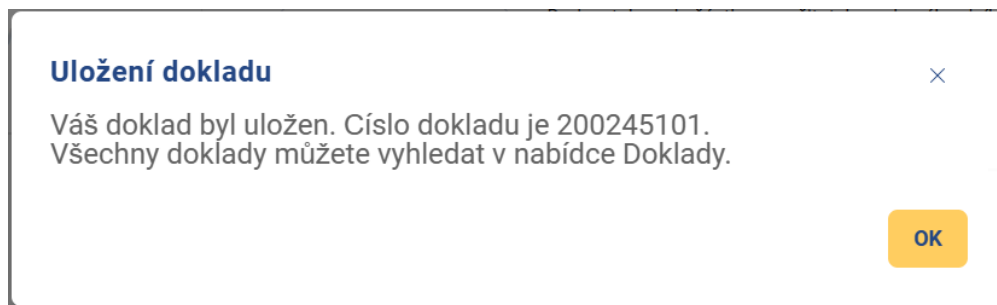 Uložení dokladu
Váš doklad byl uložen. Císlo dokladu je 200245101.
Všechny doklady můžete vyhledat v nabídce Doklady.
OK